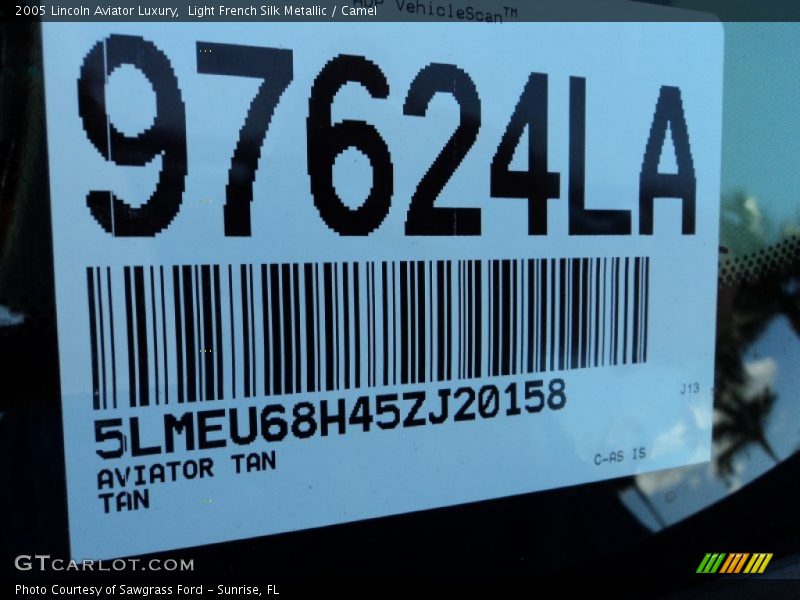 2005 Lincoln Aviator Luxury,  Light French Silk Metallic / Camel
ADP VehicleScan™
97624LA
5LMEU68H45ZJ20158
J13
AVIATOR TAN
C-AS IS
TAN
GTCARLOT.COM
Photo Courtesy of Sawgrass Ford - Sunrise, FL